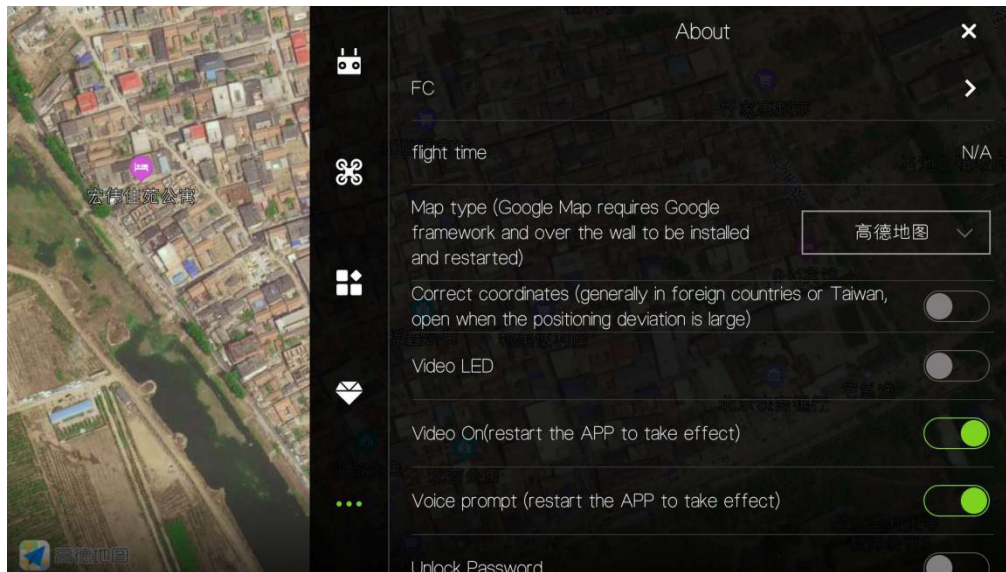 About
FC
flight time
N/A
Map type (Google Map requires Google
framework and over the wall to be installed
and restarted)
高德地图
Correct coordinates (generally in foreign countries or Taiwan,
open when the positioning deviation is large)
Video LED
Video On(restart the APP to take effect)
Voice prompt (restart the APP to take effect)
Unlock Password
宏伟佳苑公寓
高德地图